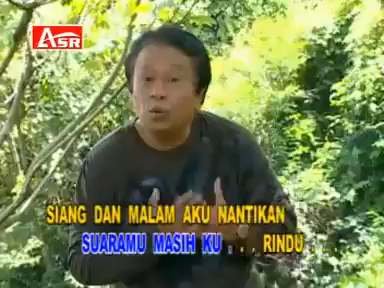 ASR
SIANG DAN MALAM AKU NANTIKAN
SUARAMU MASIH KU . . . RINDU . . .